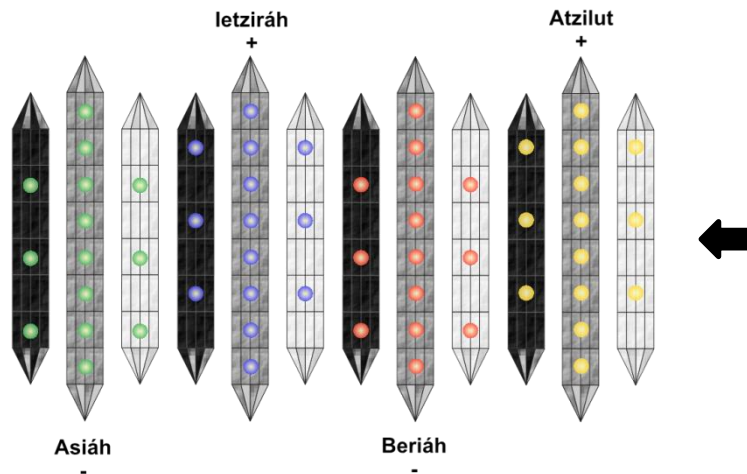 Ietziráh
+
Atzilut
+
Asiáh
-
Beriáh
-